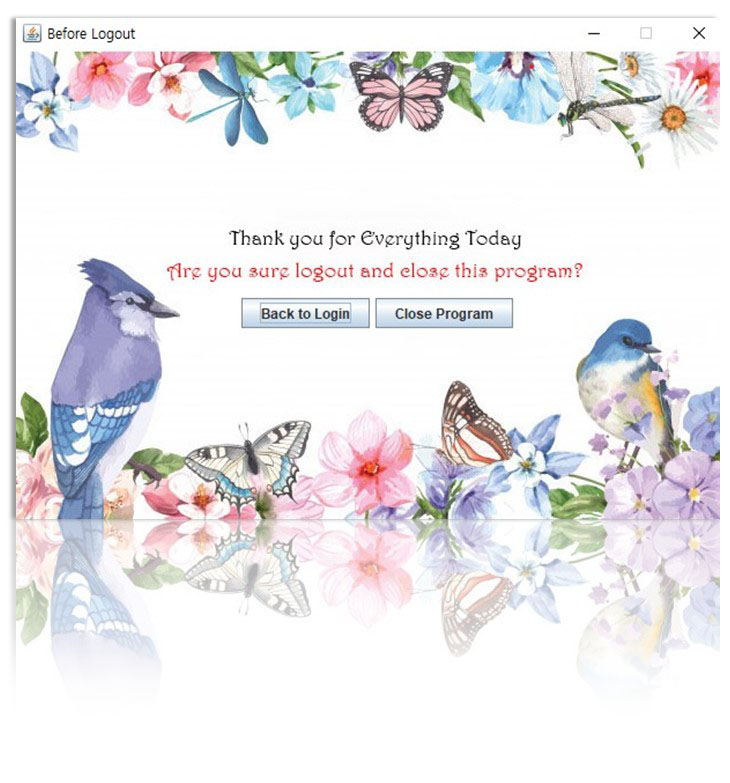 Before Logout
Thank you for Everything Today
Are you sure logout and close this program?
Back to Login
Close Program